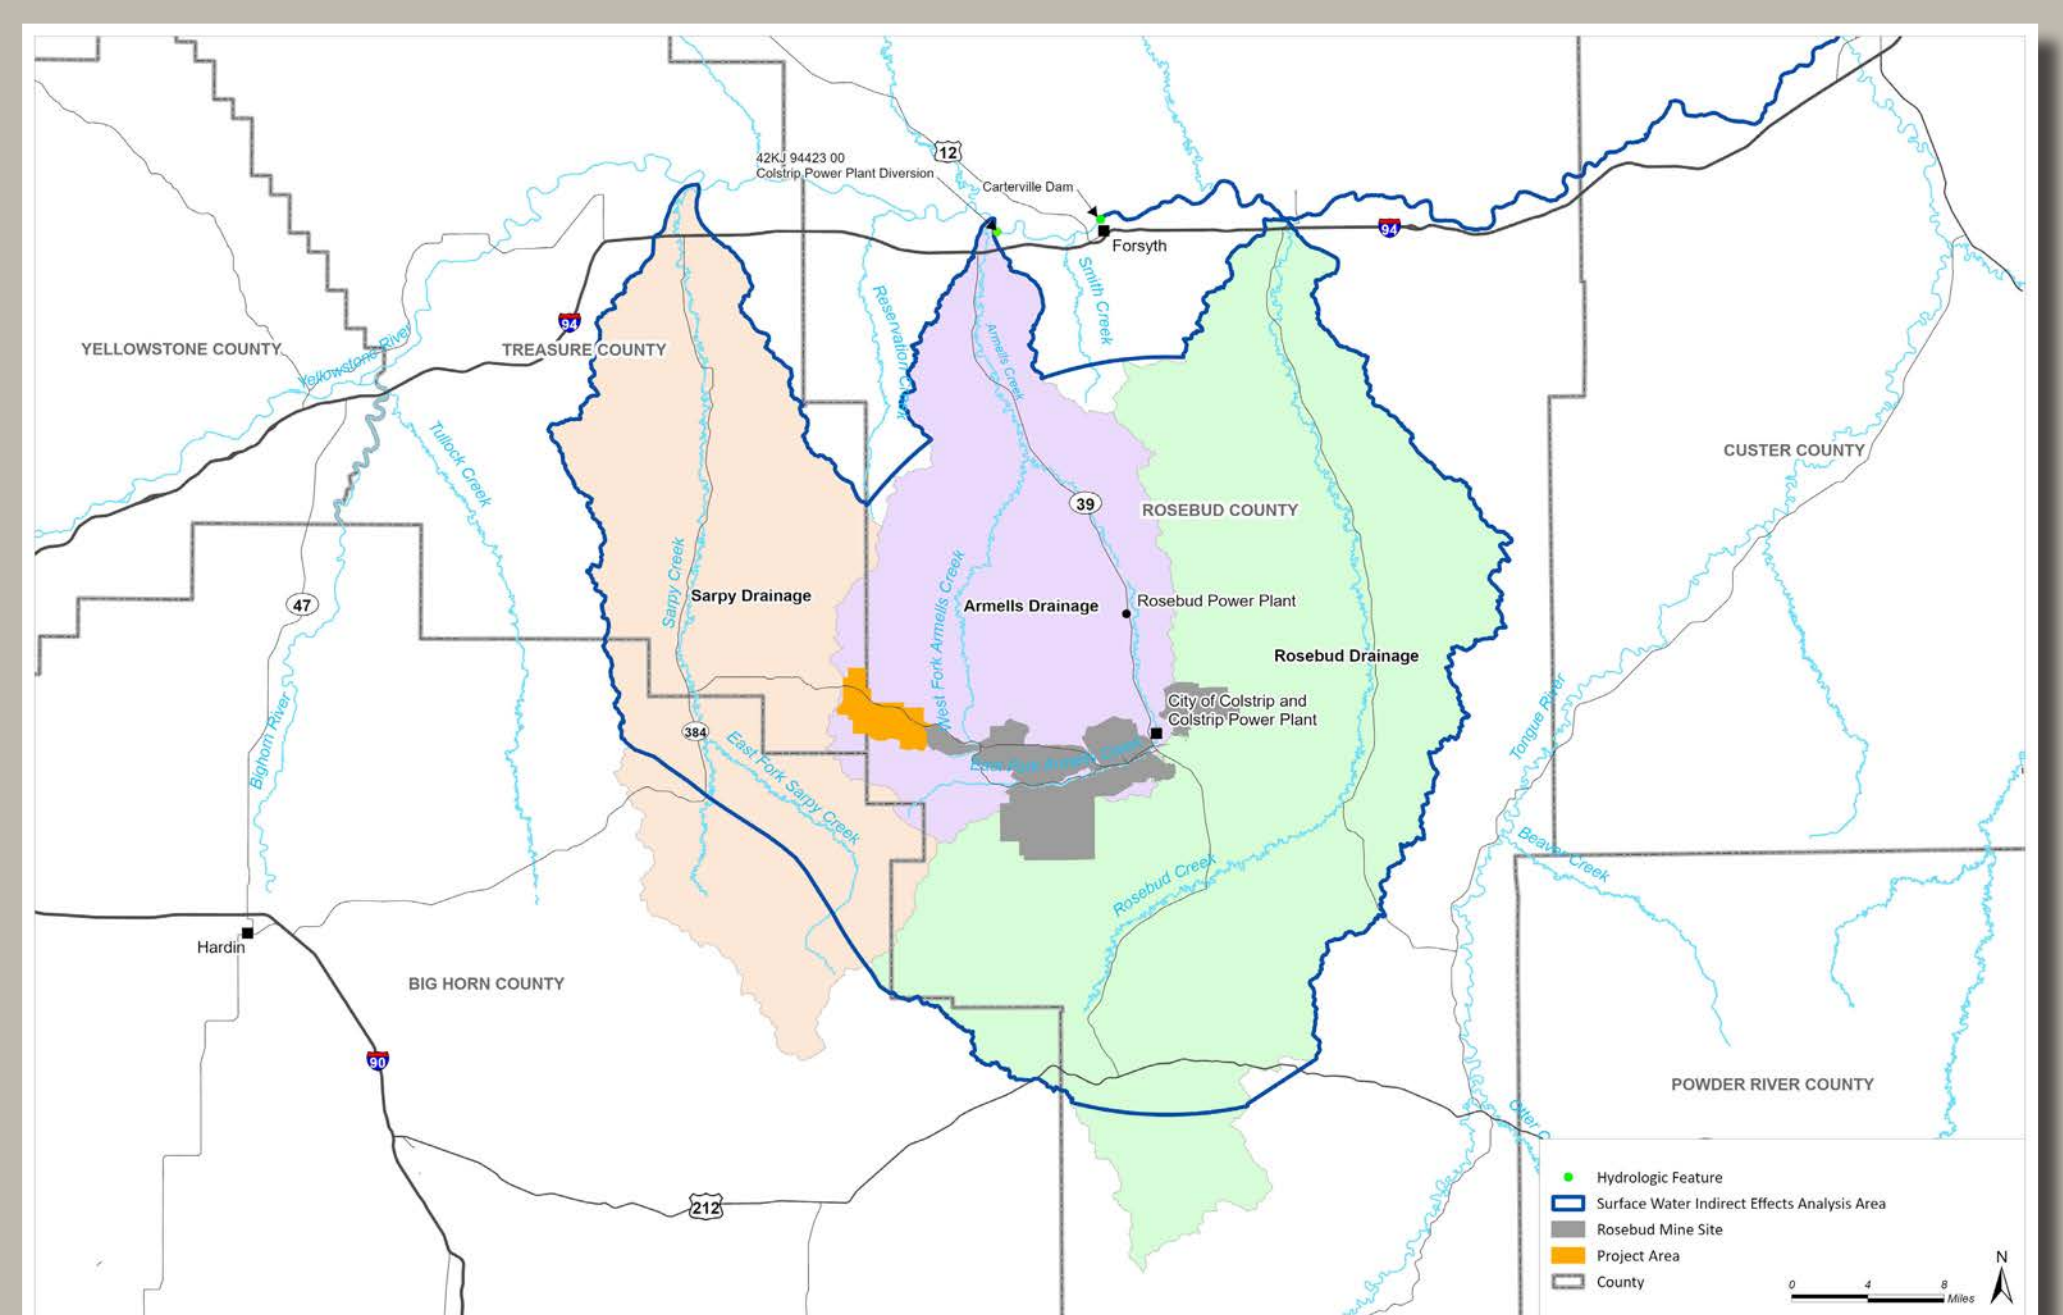 42KJ 94423 00
Colstrip Power Plant Diversion
12
Carterville Dam
Forsyth
94
Smith Creek
Reservation Creek
Armells Creek
94
YELLOWSTONE COUNTY
Yellowstone River
TREASURE COUNTY
Tullock Creek
CUSTER COUNTY
39
ROSEBUD COUNTY
Sarpy Creek
Sarpy Drainage
West Fork Armells Creek
Armells Drainage
Rosebud Power Plant
47
Rosebud Drainage
City of Colstrip and
Colstrip Power Plant
384
East Fork Sarpy Creek
East Fork Armells Creek
Bighorn River
Tongue River
Beaver Creek
Rosebud Creek
Hardin
BIG HORN COUNTY
90
POWDER RIVER COUNTY
Otter C
212
Hydrologic Feature
Surface Water Indirect Effects Analysis Area
Rosebud Mine Site
Project Area
County
N
0 4 8
Miles